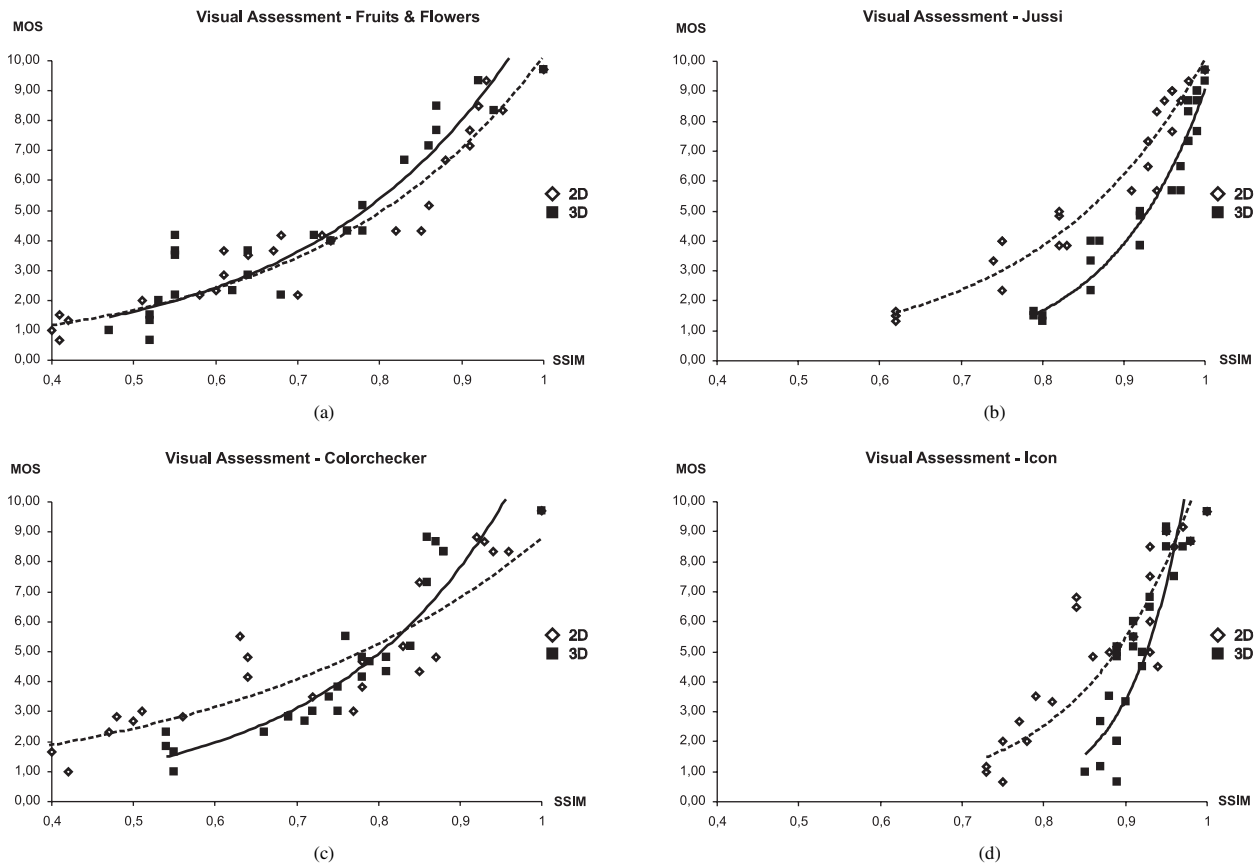 Visual Assessment - Fruits & Flowers
MOS
10,00
9,00
8,00
7,00
6,00
5,00
4,00
3,00
2,00
1,00
0,00
0,4 0,5 0,6 0,7 0,8 0,9 1
SSIM
2D
3D
(a)
Visual Assessment - Jussi
MOS
10,00
9,00
8,00
7,00
6,00
5,00
4,00
3,00
2,00
1,00
0,00
0,4 0,5 0,6 0,7 0,8 0,9 1
SSIM
2D
3D
(b)
Visual Assessment - Colorchecker
MOS
10,00
9,00
8,00
7,00
6,00
5,00
4,00
3,00
2,00
1,00
0,00
0,4 0,5 0,6 0,7 0,8 0,9 1
SSIM
2D
3D
(c)
Visual Assessment - Icon
MOS
10,00
9,00
8,00
7,00
6,00
5,00
4,00
3,00
2,00
1,00
0,00
0,4 0,5 0,6 0,7 0,8 0,9 1
SSIM
2D
3D
(d)